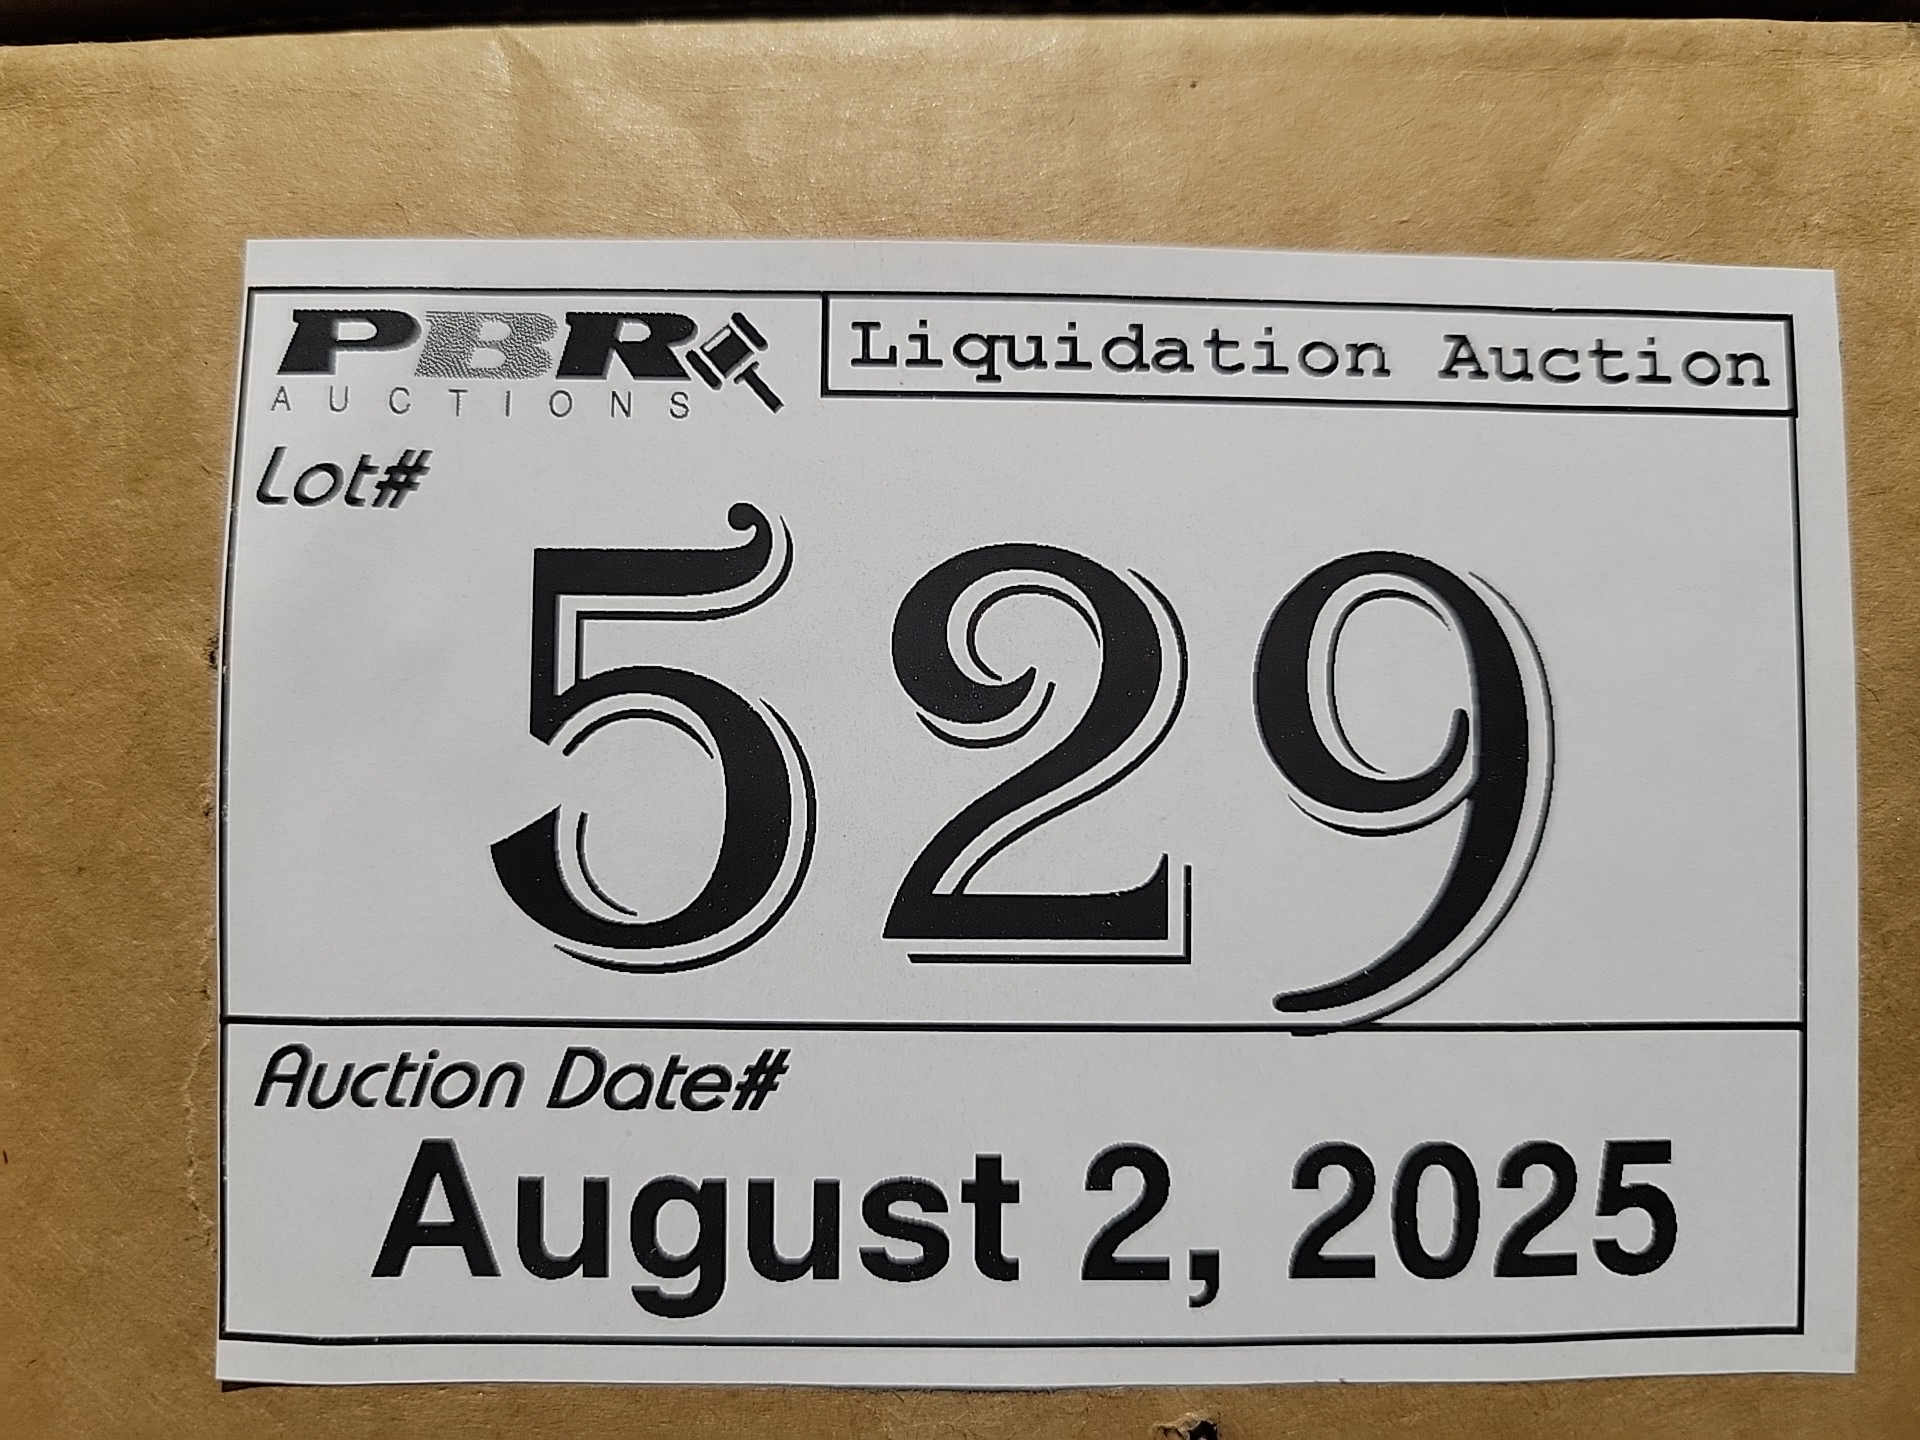 PBR
AUCTIONS
Liquidation Auction
Lot#
529
Auction Date#
August 2, 2025